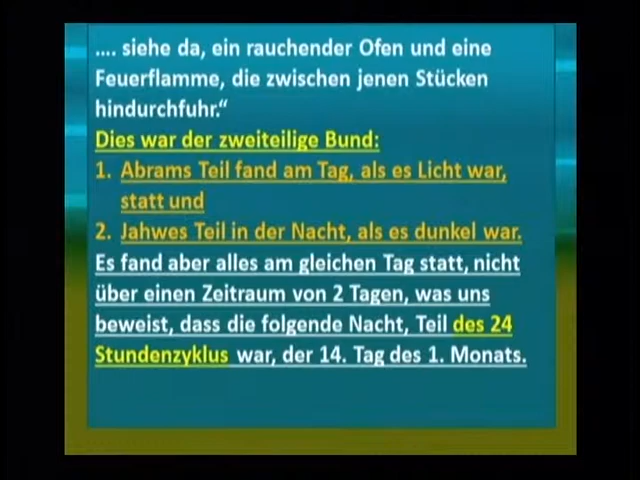 .... siehe da, ein rauchender Ofen und eine
Feuerflamme, die zwischen jenen Stücken
hindurchfuhr.“
Dies war der zweiteilige Bund:
1. Abrams Teil fand am Tag, als es Licht war,
statt und
2. Jahwes Teil in der Nacht, als es dunkel war.
Es fand aber alles am gleichen Tag statt, nicht
über einen Zeitraum von 2 Tagen, was uns
beweist, dass die folgende Nacht, Teil des 24
Stundenzyklus war, der 14. Tag des 1. Monats.